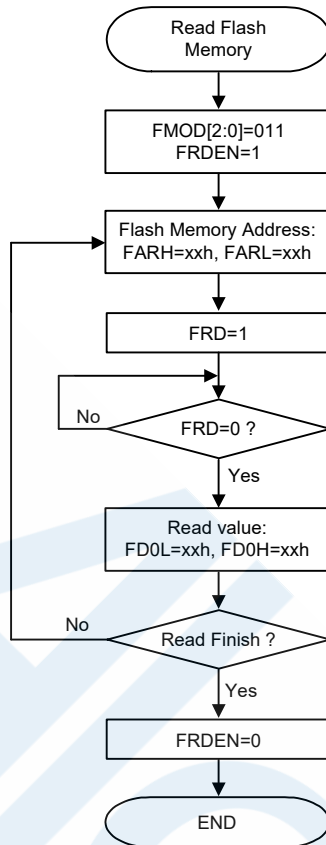 Read Flash
Memory
FMOD[2:0]=011
FRDEN=1
Flash Memory Address:
FARH=xxh, FARL=xxh
FRD=1
No
FRD=0 ?
Yes
Read value:
FD0L=xxh, FD0H=xxh
No
Read Finish ?
Yes
FRDEN=0
END